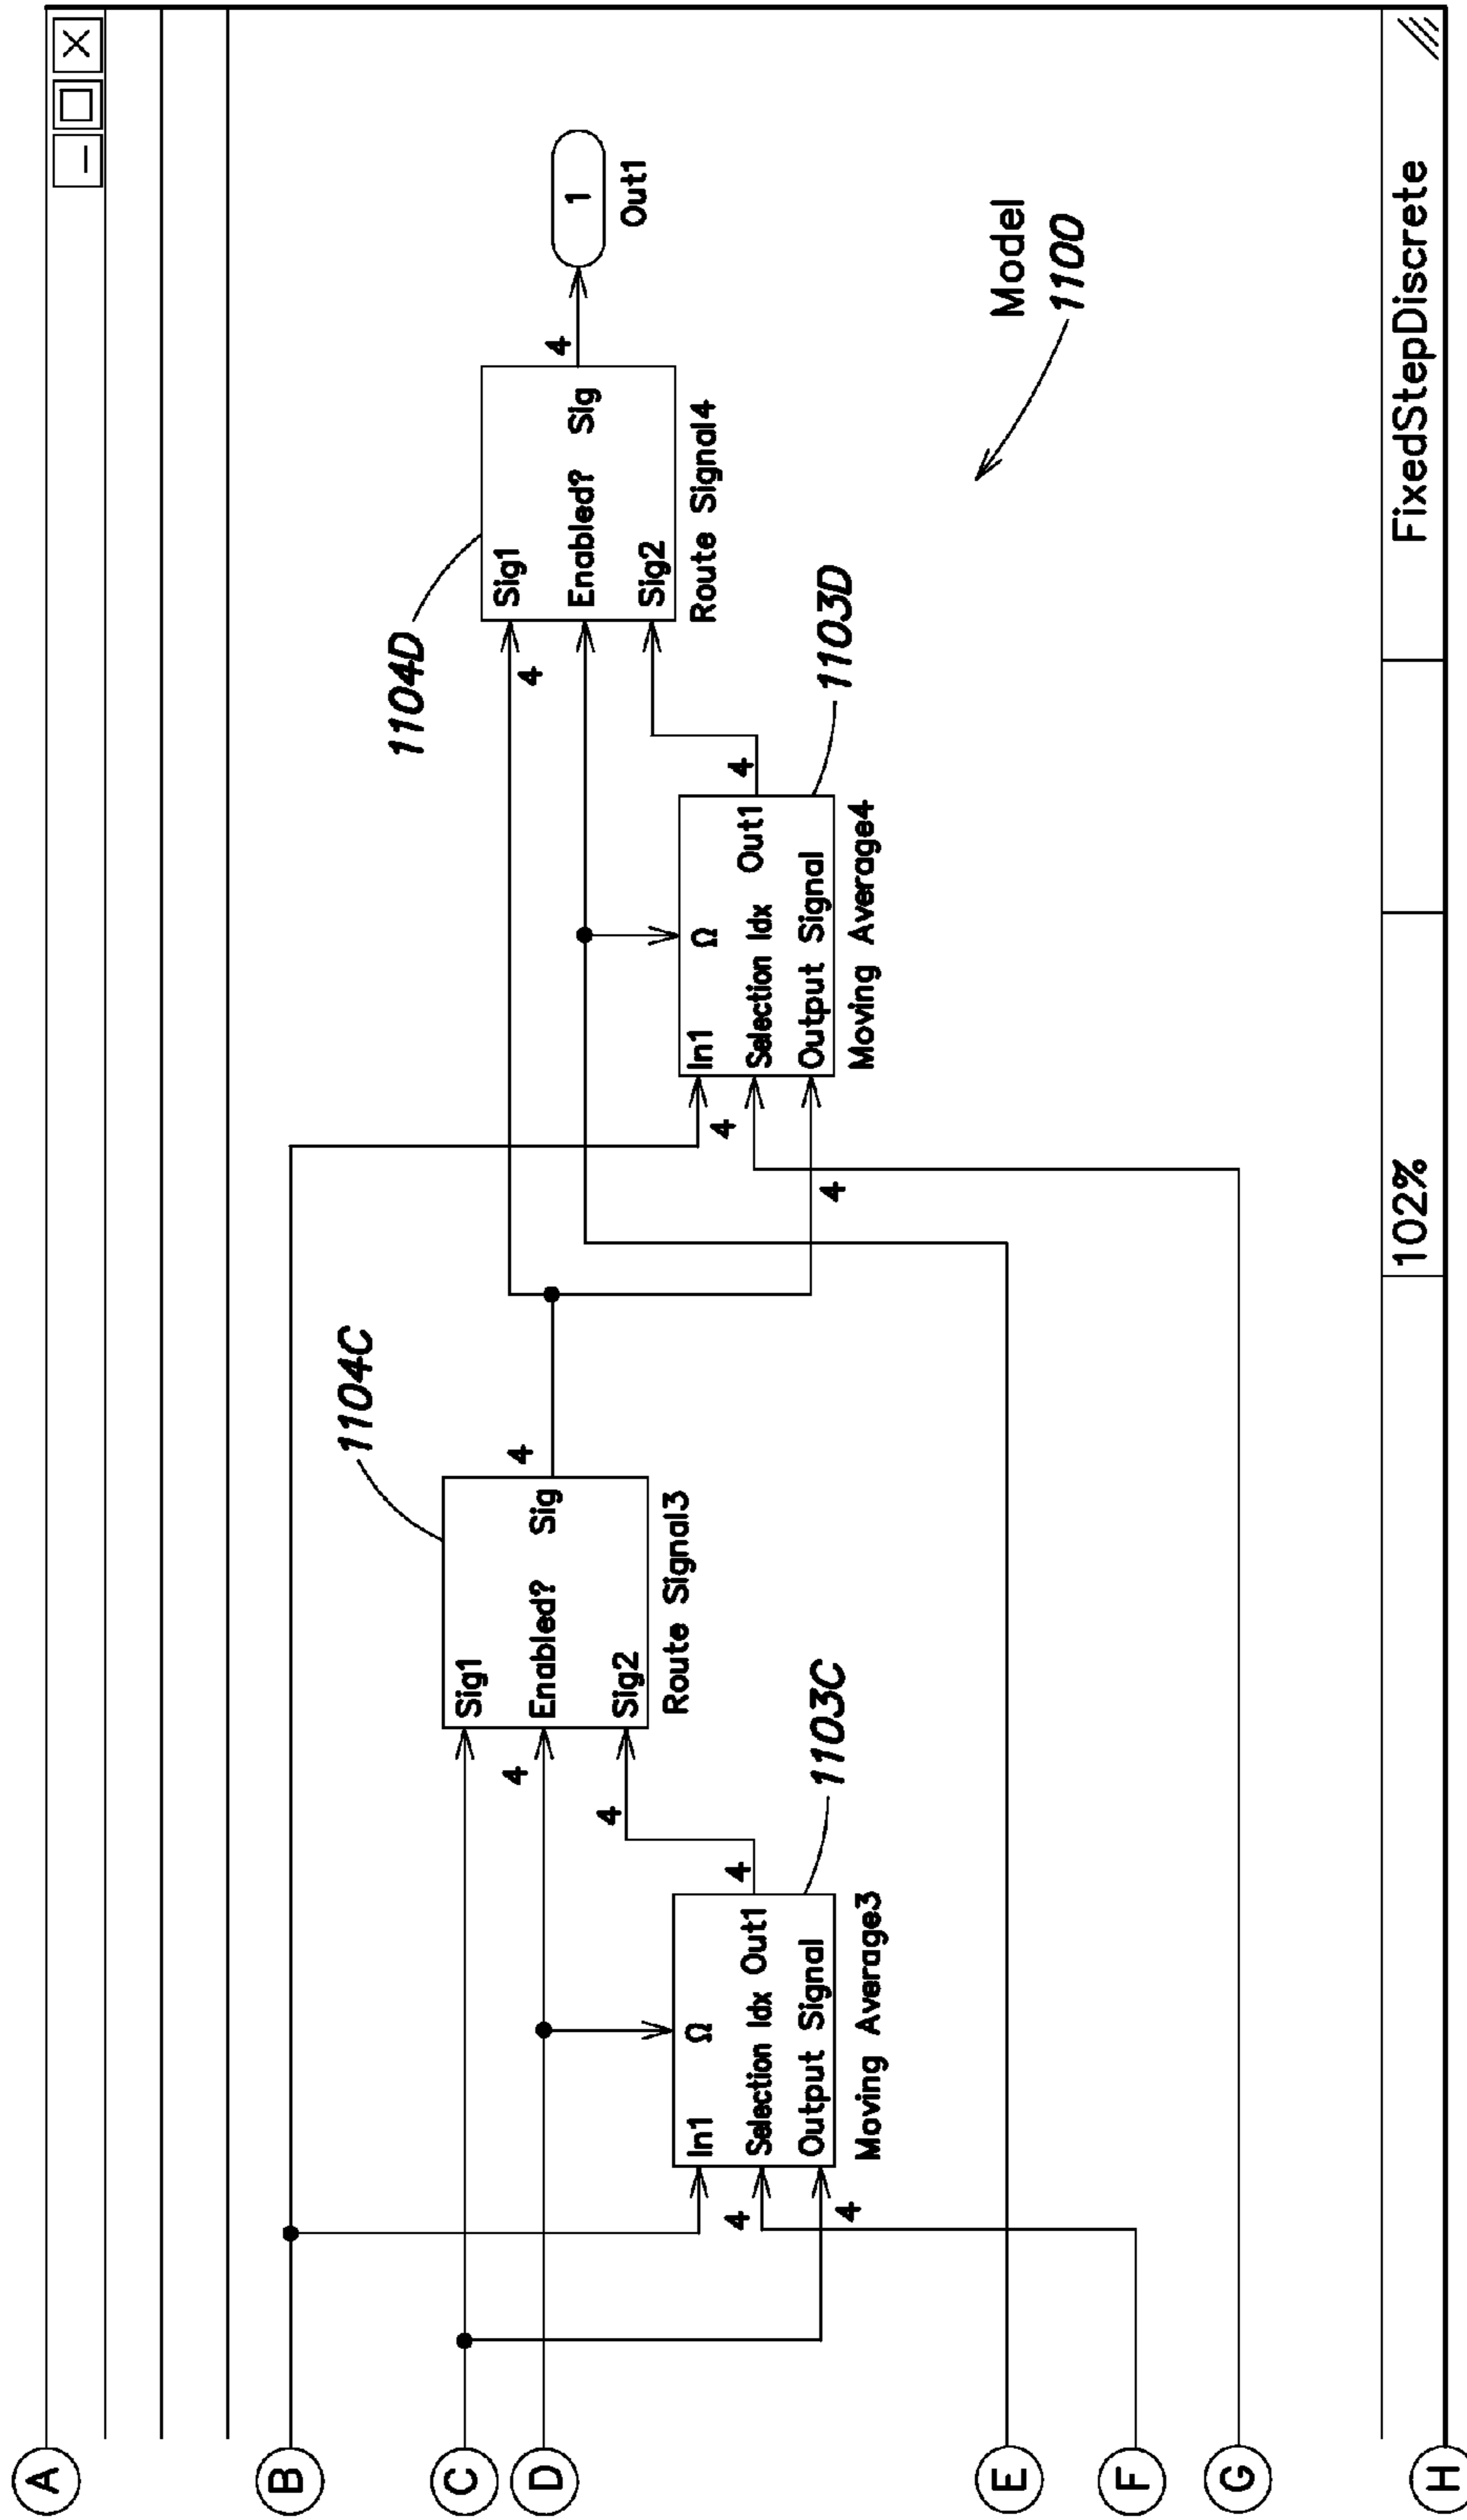 A
B
C
D
E
F
G
H
– □ X
1104C
Sig1
Enabled? Sig
Sig2
Route Signal3
4
4
4
4
In1 Ω
Selection Idx Out1
Output Signal
Moving Average3
1103C
4
4
4
1104D
Sig1
Enabled? Sig
Sig2
Route Signal4
4
4
1
Out1
In1 Ω
Selection Idx Out1
Output Signal
Moving Average4
1103D
4
4
4
Model
1100
102%
FixedStepDiscrete